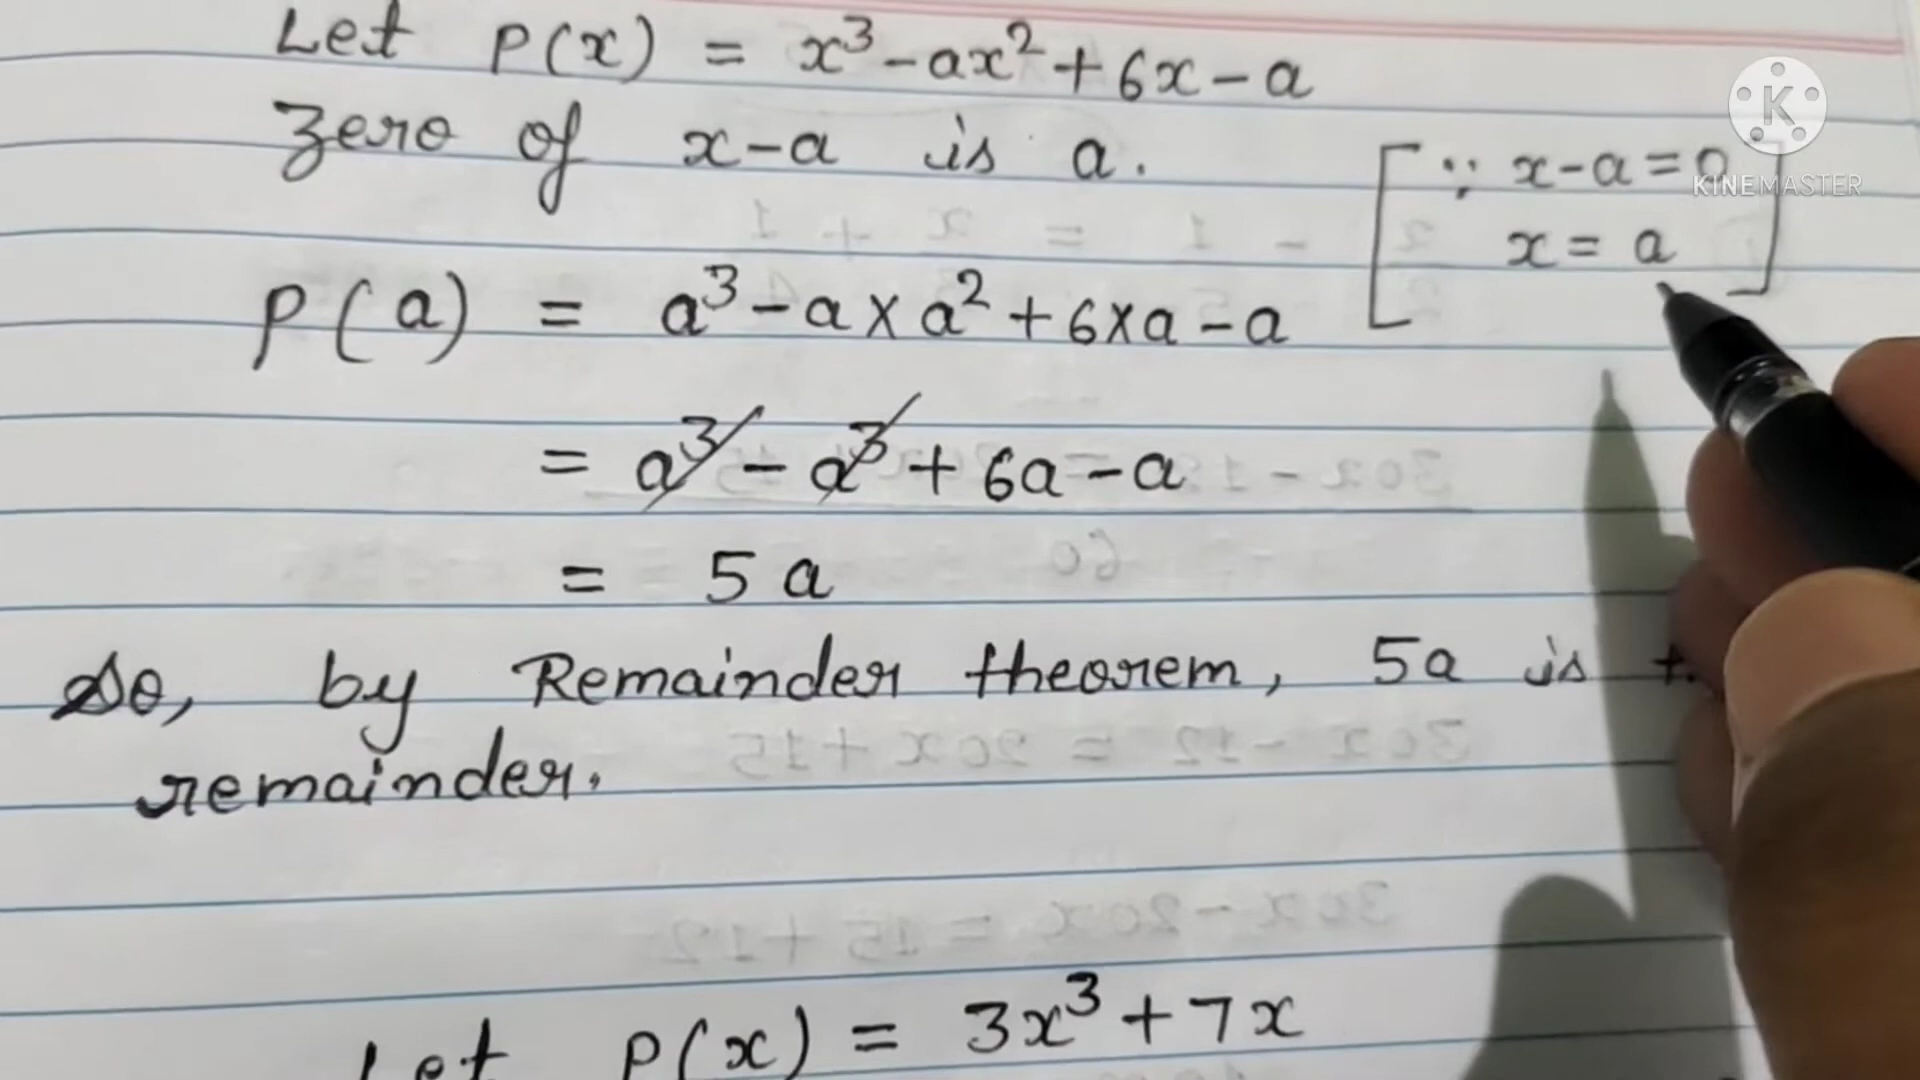 Let P(x) = x³ - ax² + 6x - a
Zero of x - a is a.
[∵ x - a = 0
x = a]
KINEMASTER
P(a) = a³ - a × a² + 6 × a - a
= a³ - a³ + 6a - a
= 5a
So, by Remainder theorem, 5a is
remainder.
Let P(x) = 3x³ + 7x